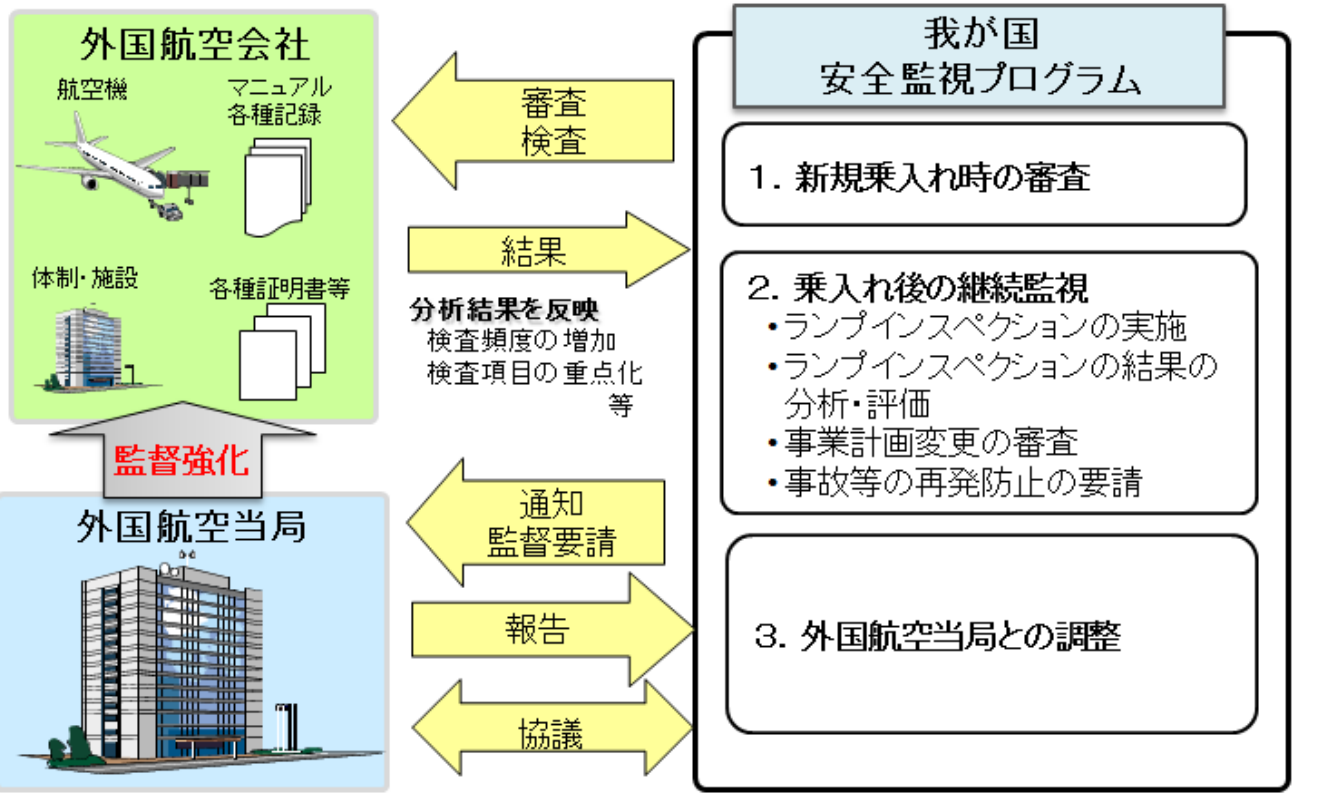 外国航空会社
航空機
マニュアル
各種記録
体制・施設
各種証明書等
監督強化
外国航空当局
審査
検査
結果
分析結果を反映
検査頻度の増加
検査項目の重点化
等
通知
監督要請
報告
協議
我が国
安全監視プログラム
1. 新規乗入れ時の審査
2. 乗入れ後の継続監視
・ランプインスペクションの実施
・ランプインスペクションの結果の
分析・評価
・事業計画変更の審査
・事故等の再発防止の要請
3. 外国航空当局との調整